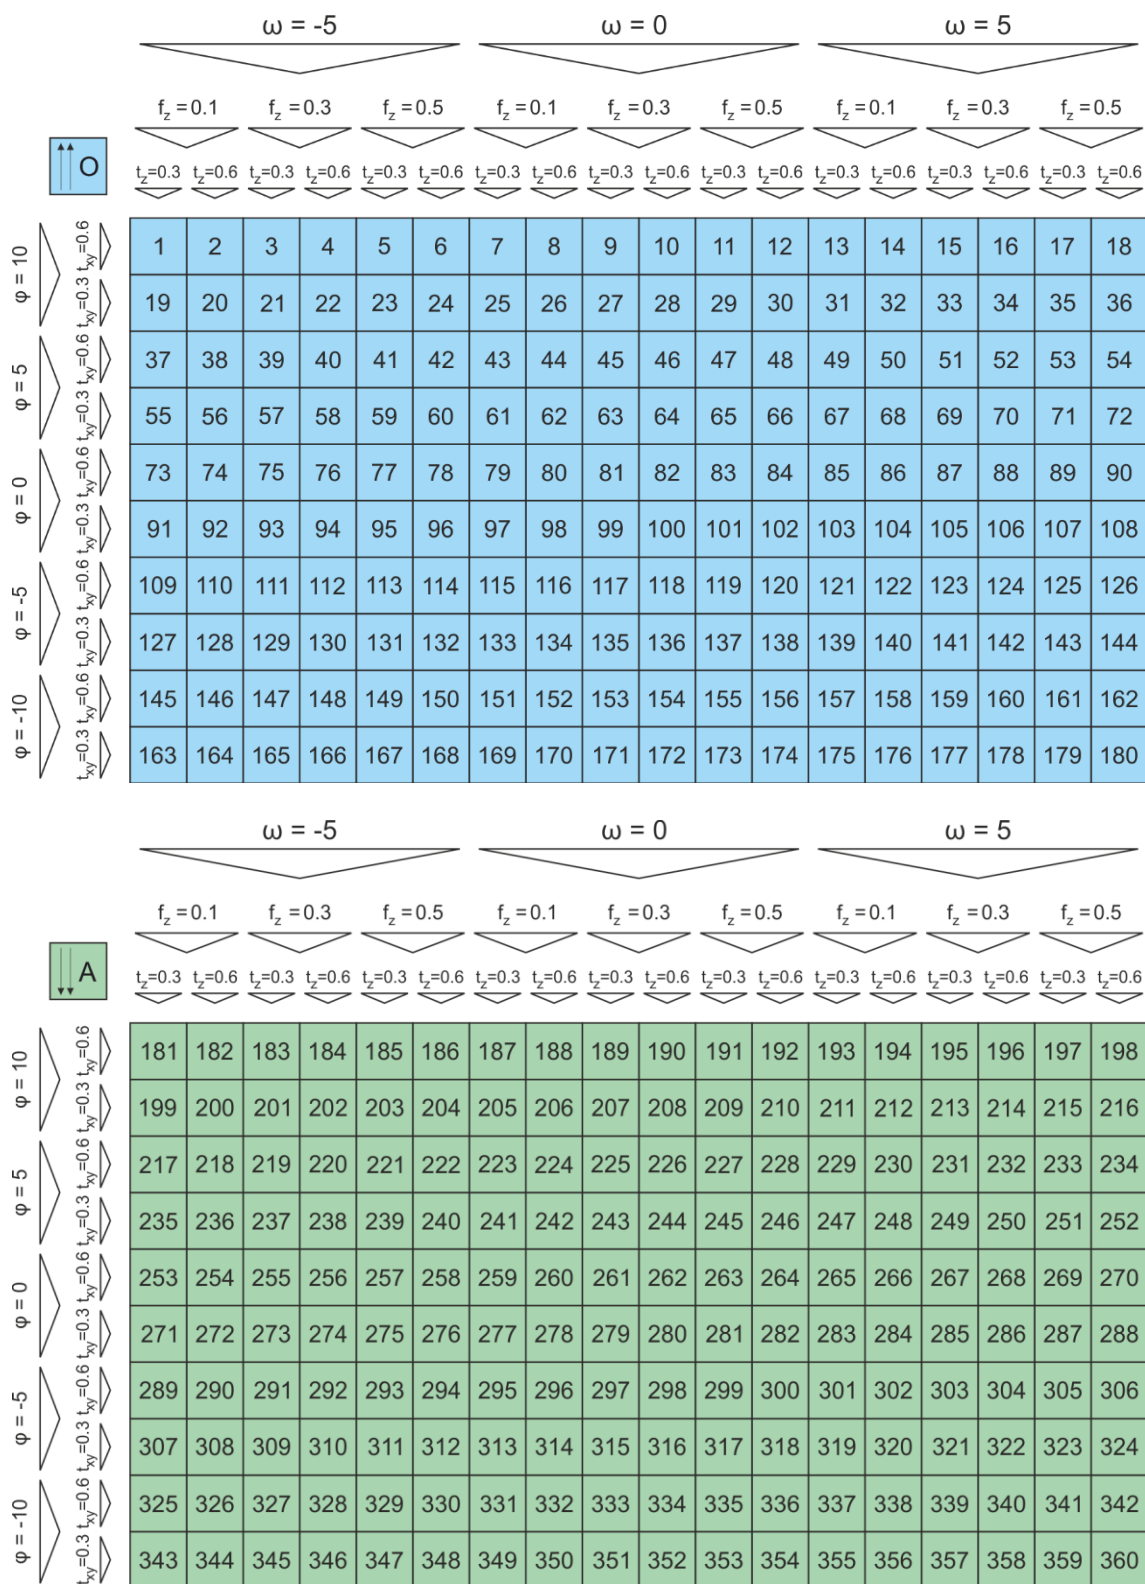 ω = -5 ω = 0 ω = 5
f_z = 0.1 f_z = 0.3 f_z = 0.5 f_z = 0.1 f_z = 0.3 f_z = 0.5 f_z = 0.1 f_z = 0.3 f_z = 0.5
O
t_z=0.3 t_z=0.6 t_z=0.3 t_z=0.6 t_z=0.3 t_z=0.6 t_z=0.3 t_z=0.6 t_z=0.3 t_z=0.6 t_z=0.3 t_z=0.6 t_z=0.3 t_z=0.6 t_z=0.3 t_z=0.6 t_z=0.3 t_z=0.6
φ = 10
t_xy=0.6 1 2 3 4 5 6 7 8 9 10 11 12 13 14 15 16 17 18
t_xy=0.3 19 20 21 22 23 24 25 26 27 28 29 30 31 32 33 34 35 36
φ = 5
t_xy=0.6 37 38 39 40 41 42 43 44 45 46 47 48 49 50 51 52 53 54
t_xy=0.3 55 56 57 58 59 60 61 62 63 64 65 66 67 68 69 70 71 72
φ = 0
t_xy=0.6 73 74 75 76 77 78 79 80 81 82 83 84 85 86 87 88 89 90
t_xy=0.3 91 92 93 94 95 96 97 98 99 100 101 102 103 104 105 106 107 108
φ = -5
t_xy=0.6 109 110 111 112 113 114 115 116 117 118 119 120 121 122 123 124 125 126
t_xy=0.3 127 128 129 130 131 132 133 134 135 136 137 138 139 140 141 142 143 144
φ = -10
t_xy=0.6 145 146 147 148 149 150 151 152 153 154 155 156 157 158 159 160 161 162
t_xy=0.3 163 164 165 166 167 168 169 170 171 172 173 174 175 176 177 178 179 180
ω = -5 ω = 0 ω = 5
f_z = 0.1 f_z = 0.3 f_z = 0.5 f_z = 0.1 f_z = 0.3 f_z = 0.5 f_z = 0.1 f_z = 0.3 f_z = 0.5
A
t_z=0.3 t_z=0.6 t_z=0.3 t_z=0.6 t_z=0.3 t_z=0.6 t_z=0.3 t_z=0.6 t_z=0.3 t_z=0.6 t_z=0.3 t_z=0.6 t_z=0.3 t_z=0.6 t_z=0.3 t_z=0.6 t_z=0.3 t_z=0.6
φ = 10
t_xy=0.6 181 182 183 184 185 186 187 188 189 190 191 192 193 194 195 196 197 198
t_xy=0.3 199 200 201 202 203 204 205 206 207 208 209 210 211 212 213 214 215 216
φ = 5
t_xy=0.6 217 218 219 220 221 222 223 224 225 226 227 228 229 230 231 232 233 234
t_xy=0.3 235 236 237 238 239 240 241 242 243 244 245 246 247 248 249 250 251 252
φ = 0
t_xy=0.6 253 254 255 256 257 258 259 260 261 262 263 264 265 266 267 268 269 270
t_xy=0.3 271 272 273 274 275 276 277 278 279 280 281 282 283 284 285 286 287 288
φ = -5
t_xy=0.6 289 290 291 292 293 294 295 296 297 298 299 300 301 302 303 304 305 306
t_xy=0.3 307 308 309 310 311 312 313 314 315 316 317 318 319 320 321 322 323 324
φ = -10
t_xy=0.6 325 326 327 328 329 330 331 332 333 334 335 336 337 338 339 340 341 342
t_xy=0.3 343 344 345 346 347 348 349 350 351 352 353 354 355 356 357 358 359 360